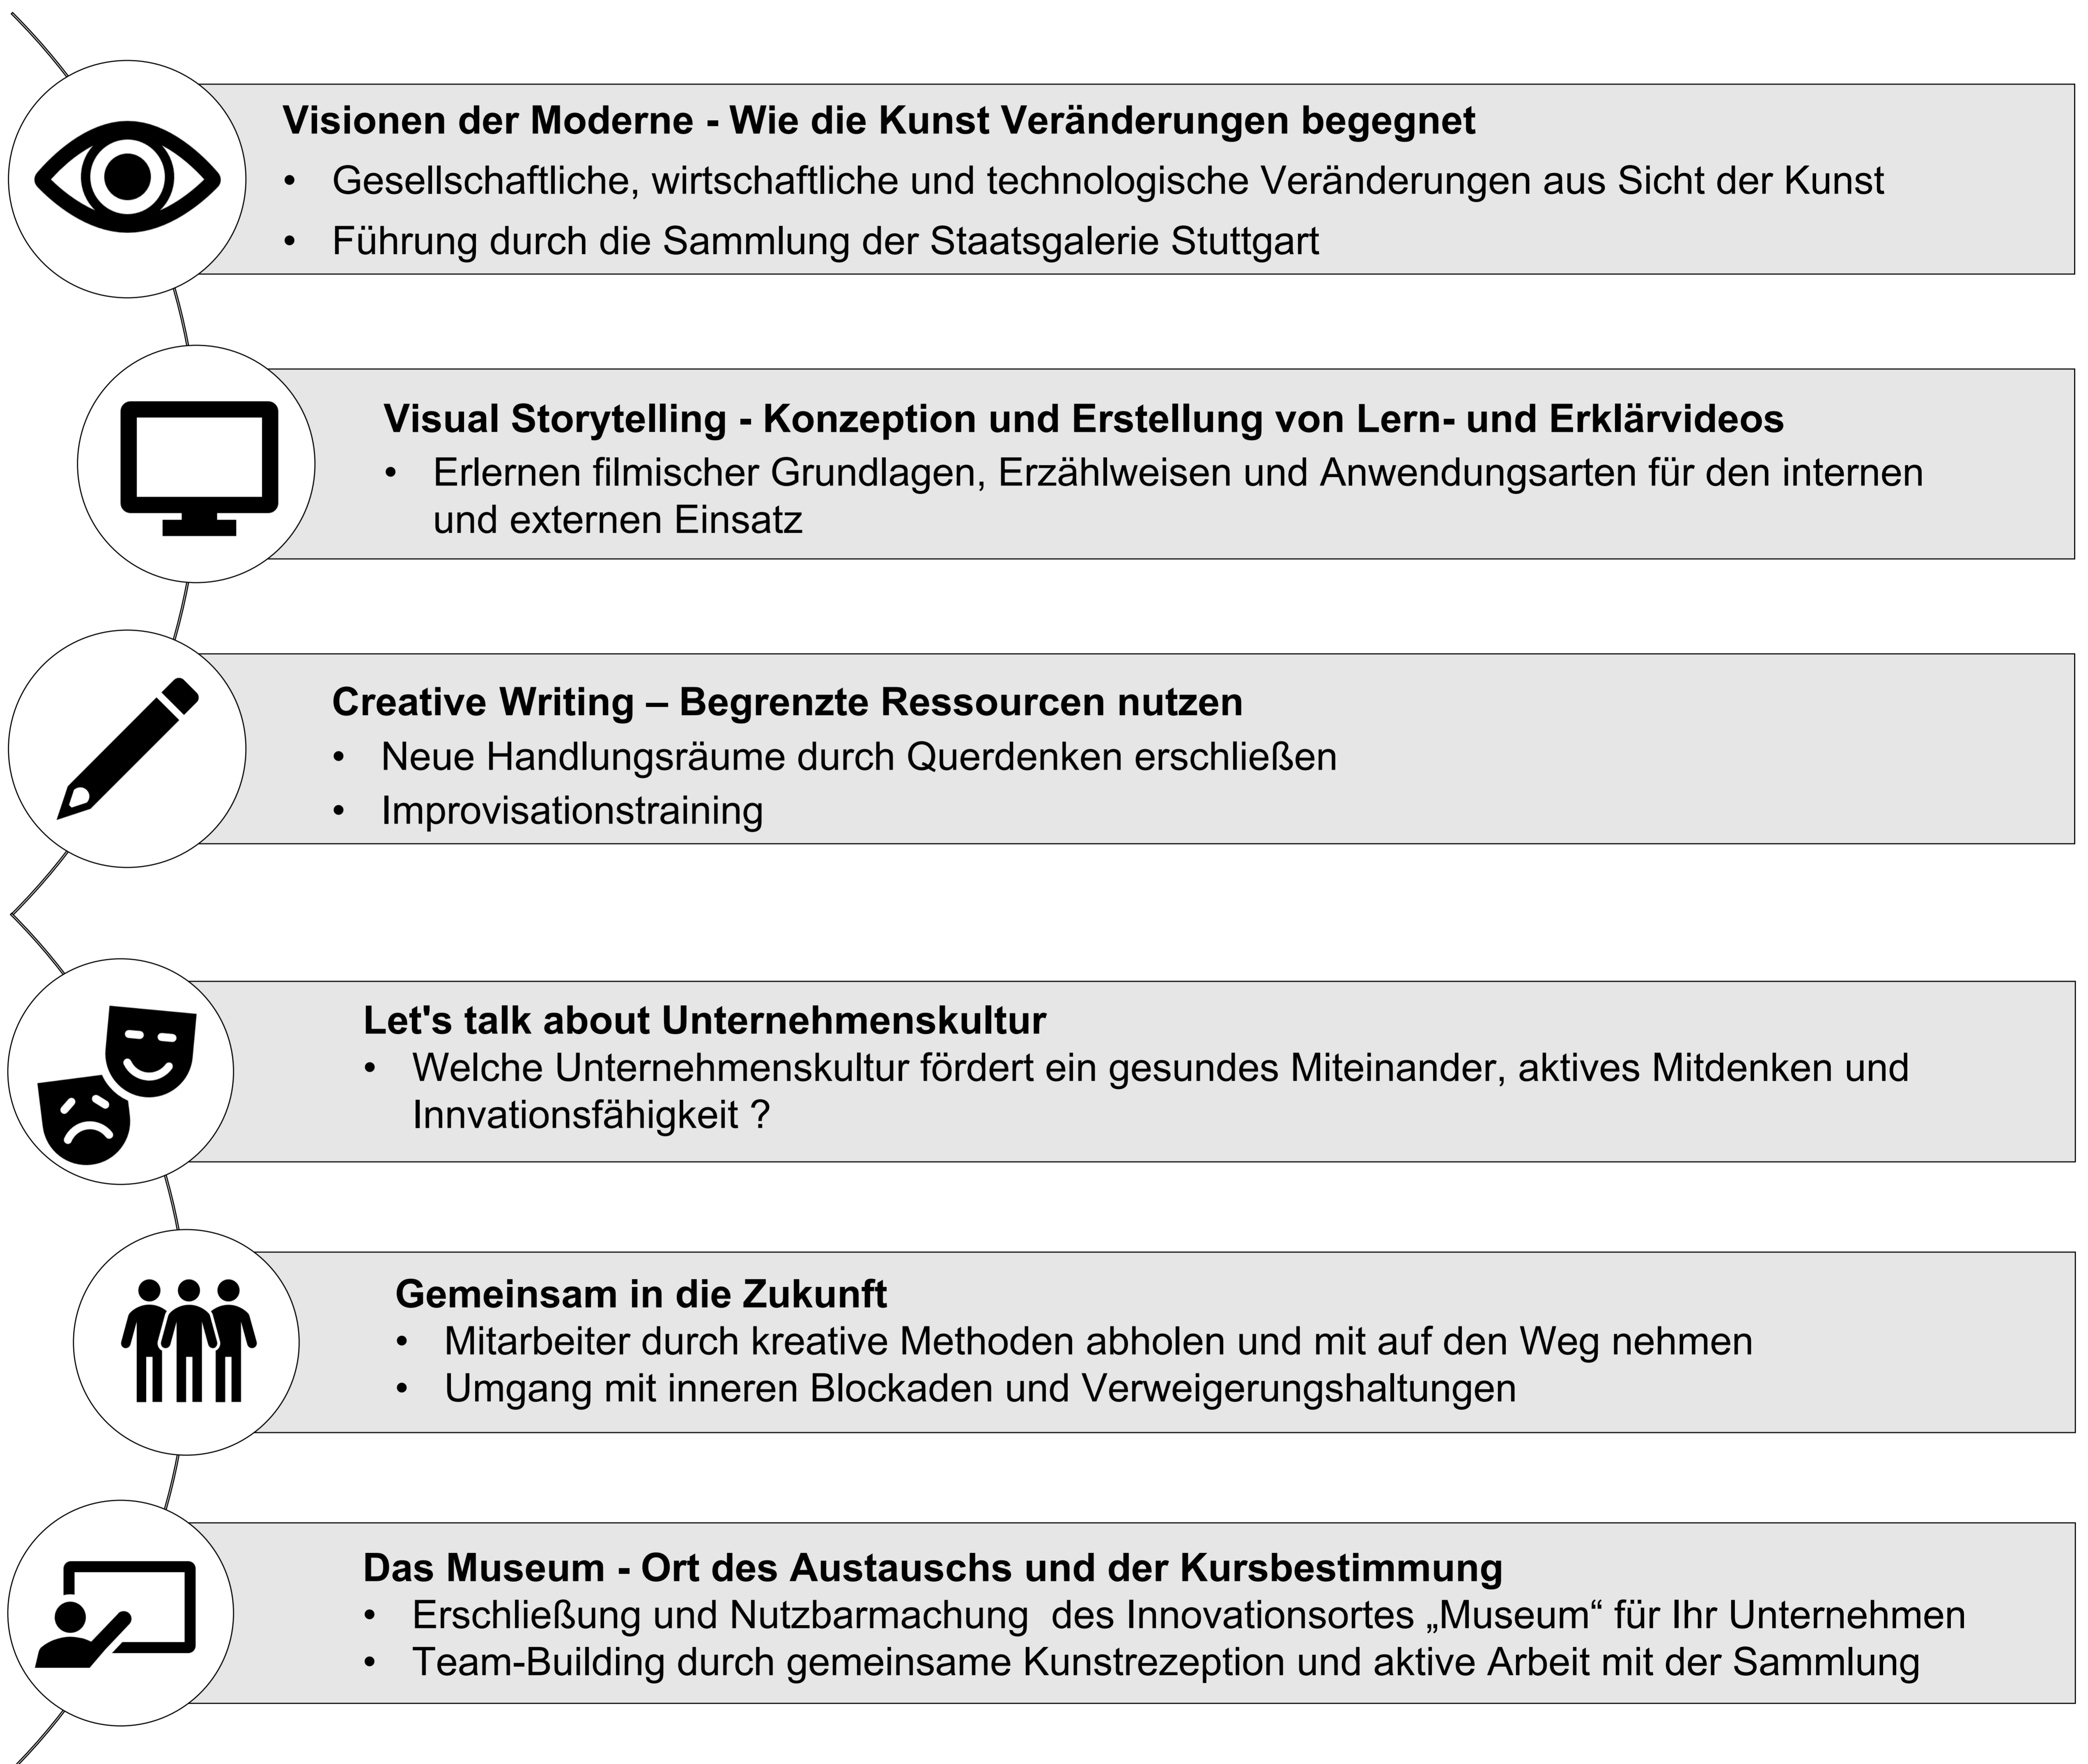 Visionen der Moderne - Wie die Kunst Veränderungen begegnet
• Gesellschaftliche, wirtschaftliche und technologische Veränderungen aus Sicht der Kunst
• Führung durch die Sammlung der Staatsgalerie Stuttgart
Visual Storytelling - Konzeption und Erstellung von Lern- und Erklärvideos
• Erlernen filmischer Grundlagen, Erzählweisen und Anwendungsarten für den internen
und externen Einsatz
Creative Writing – Begrenzte Ressourcen nutzen
• Neue Handlungsräume durch Querdenken erschließen
• Improvisationstraining
Let's talk about Unternehmenskultur
• Welche Unternehmenskultur fördert ein gesundes Miteinander, aktives Mitdenken und
Innvationsfähigkeit ?
Gemeinsam in die Zukunft
• Mitarbeiter durch kreative Methoden abholen und mit auf den Weg nehmen
• Umgang mit inneren Blockaden und Verweigerungshaltungen
Das Museum - Ort des Austauschs und der Kursbestimmung
• Erschließung und Nutzbarmachung  des Innovationsortes „Museum“ für Ihr Unternehmen
• Team-Building durch gemeinsame Kunstrezeption und aktive Arbeit mit der Sammlung